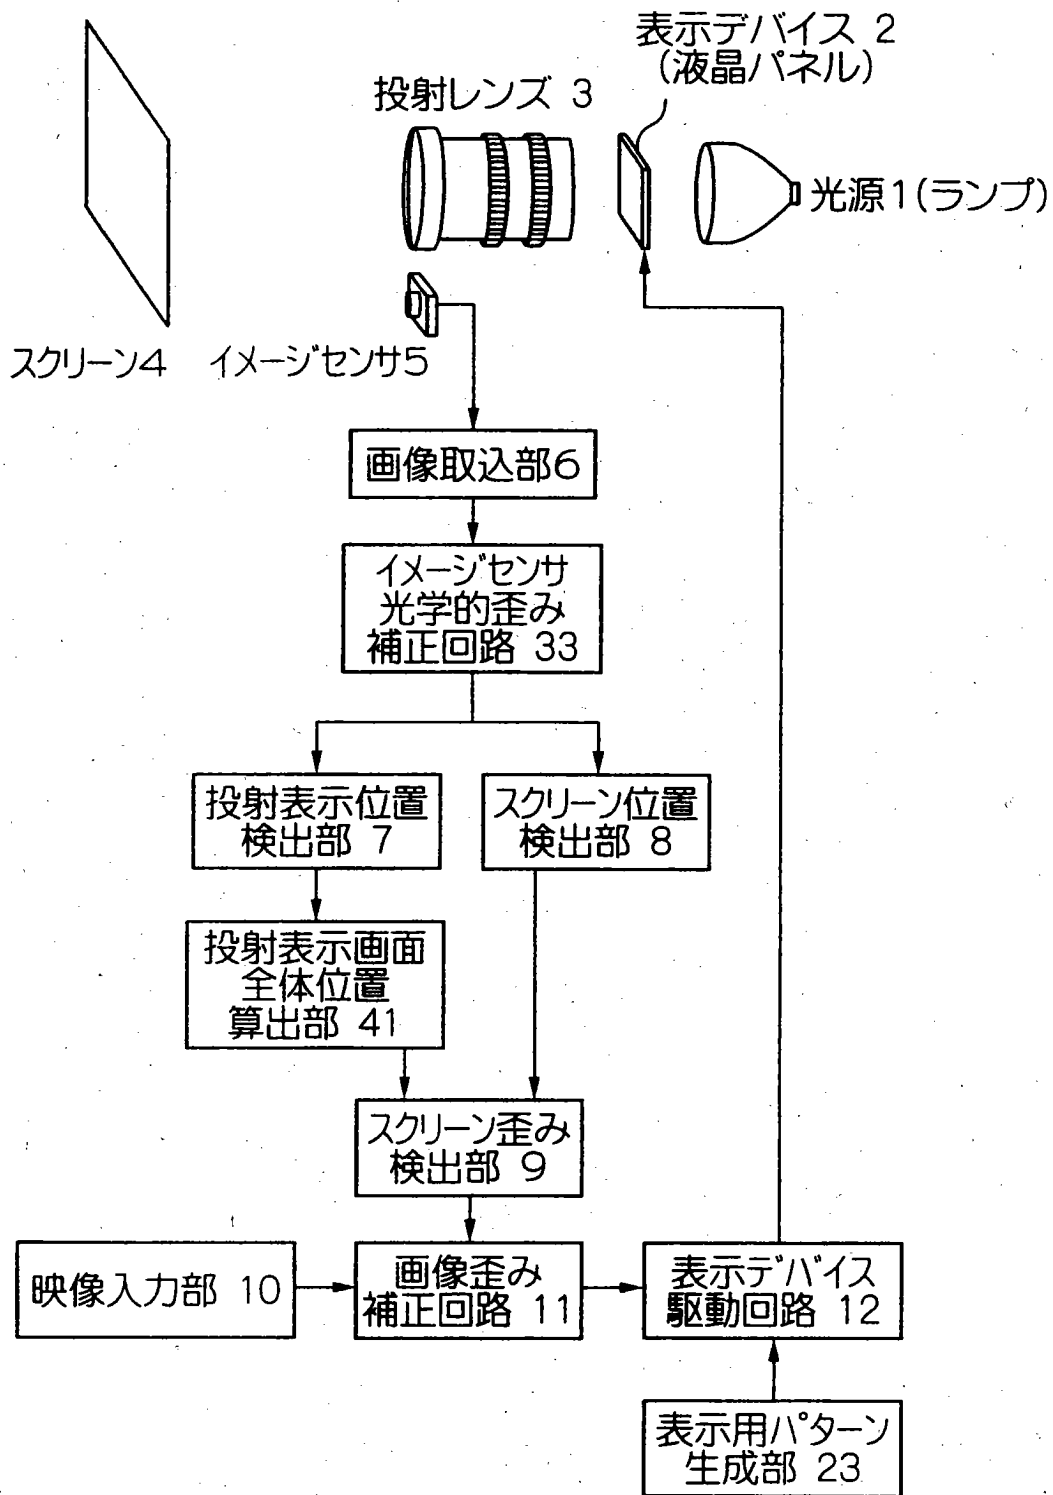 表示デバイス 2
(液晶パネル)
投射レンズ 3
光源1(ランプ)
スクリーン4
イメージセンサ5
画像取込部6
イメージセンサ
光学的歪み
補正回路 33
投射表示位置
検出部 7
スクリーン位置
検出部 8
投射表示画面
全体位置
算出部 41
スクリーン歪み
検出部 9
映像入力部 10
画像歪み
補正回路 11
表示デバイス
駆動回路 12
表示用パターン
生成部 23